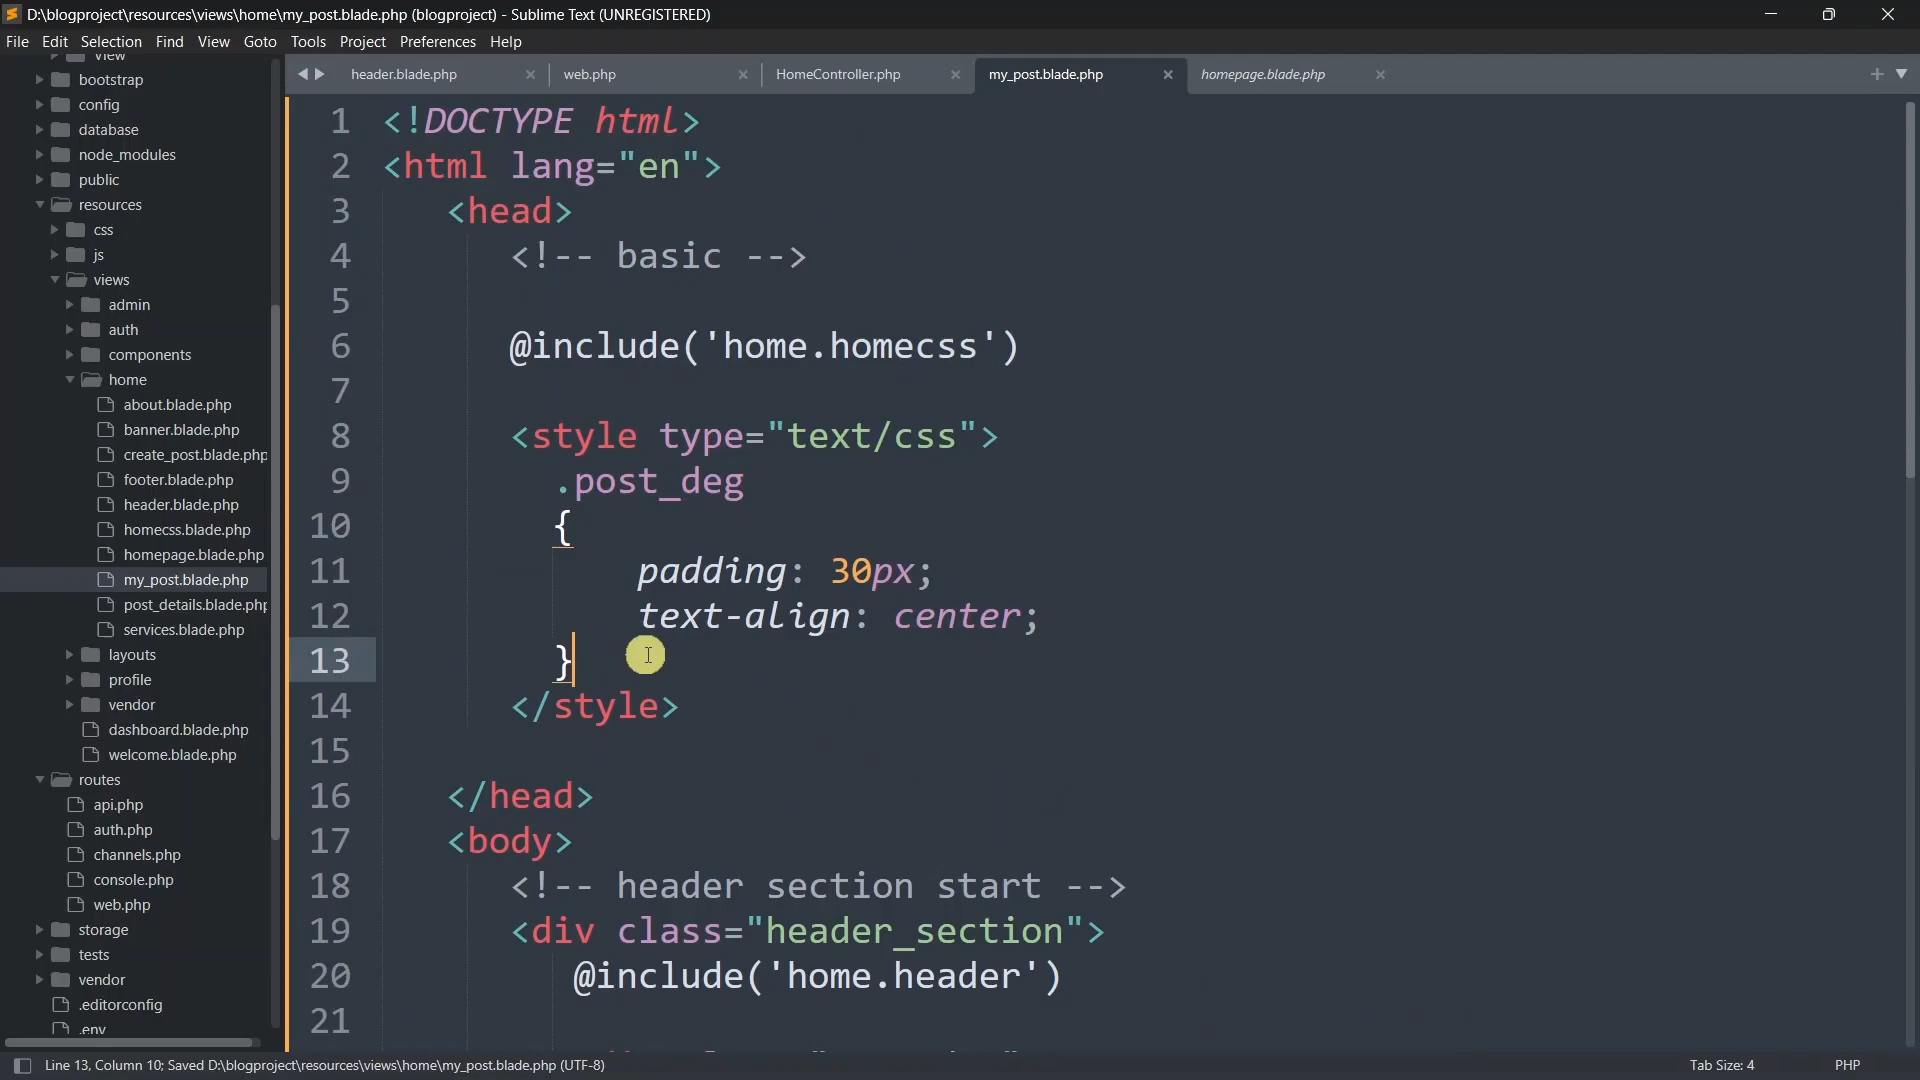 D:\blogproject\resources\views\home\my_post.blade.php (blogproject) - Sublime Text (UNREGISTERED)
File Edit Selection Find View Goto Tools Project Preferences Help
View
bootstrap
config
database
node_modules
public
resources
css
js
views
admin
auth
components
home
about.blade.php
banner.blade.php
create_post.blade.php
footer.blade.php
header.blade.php
homecss.blade.php
homepage.blade.php
my_post.blade.php
post_details.blade.php
services.blade.php
layouts
profile
vendor
dashboard.blade.php
welcome.blade.php
routes
api.php
auth.php
channels.php
console.php
web.php
storage
tests
vendor
.editorconfig
.env
header.blade.php web.php HomeController.php my_post.blade.php homepage.blade.php
1 <!DOCTYPE html>
2 <html lang="en">
3 <head>
4 <!-- basic -->
5
6 @include('home.homecss')
7
8 <style type="text/css">
9 .post_deg
10 {
11 padding: 30px;
12 text-align: center;
13 }
14 </style>
15
16 </head>
17 <body>
18 <!-- header section start -->
19 <div class="header_section">
20 @include('home.header')
21
Line 13, Column 10; Saved D:\blogproject\resources\views\home\my_post.blade.php (UTF-8)
Tab Size: 4
PHP